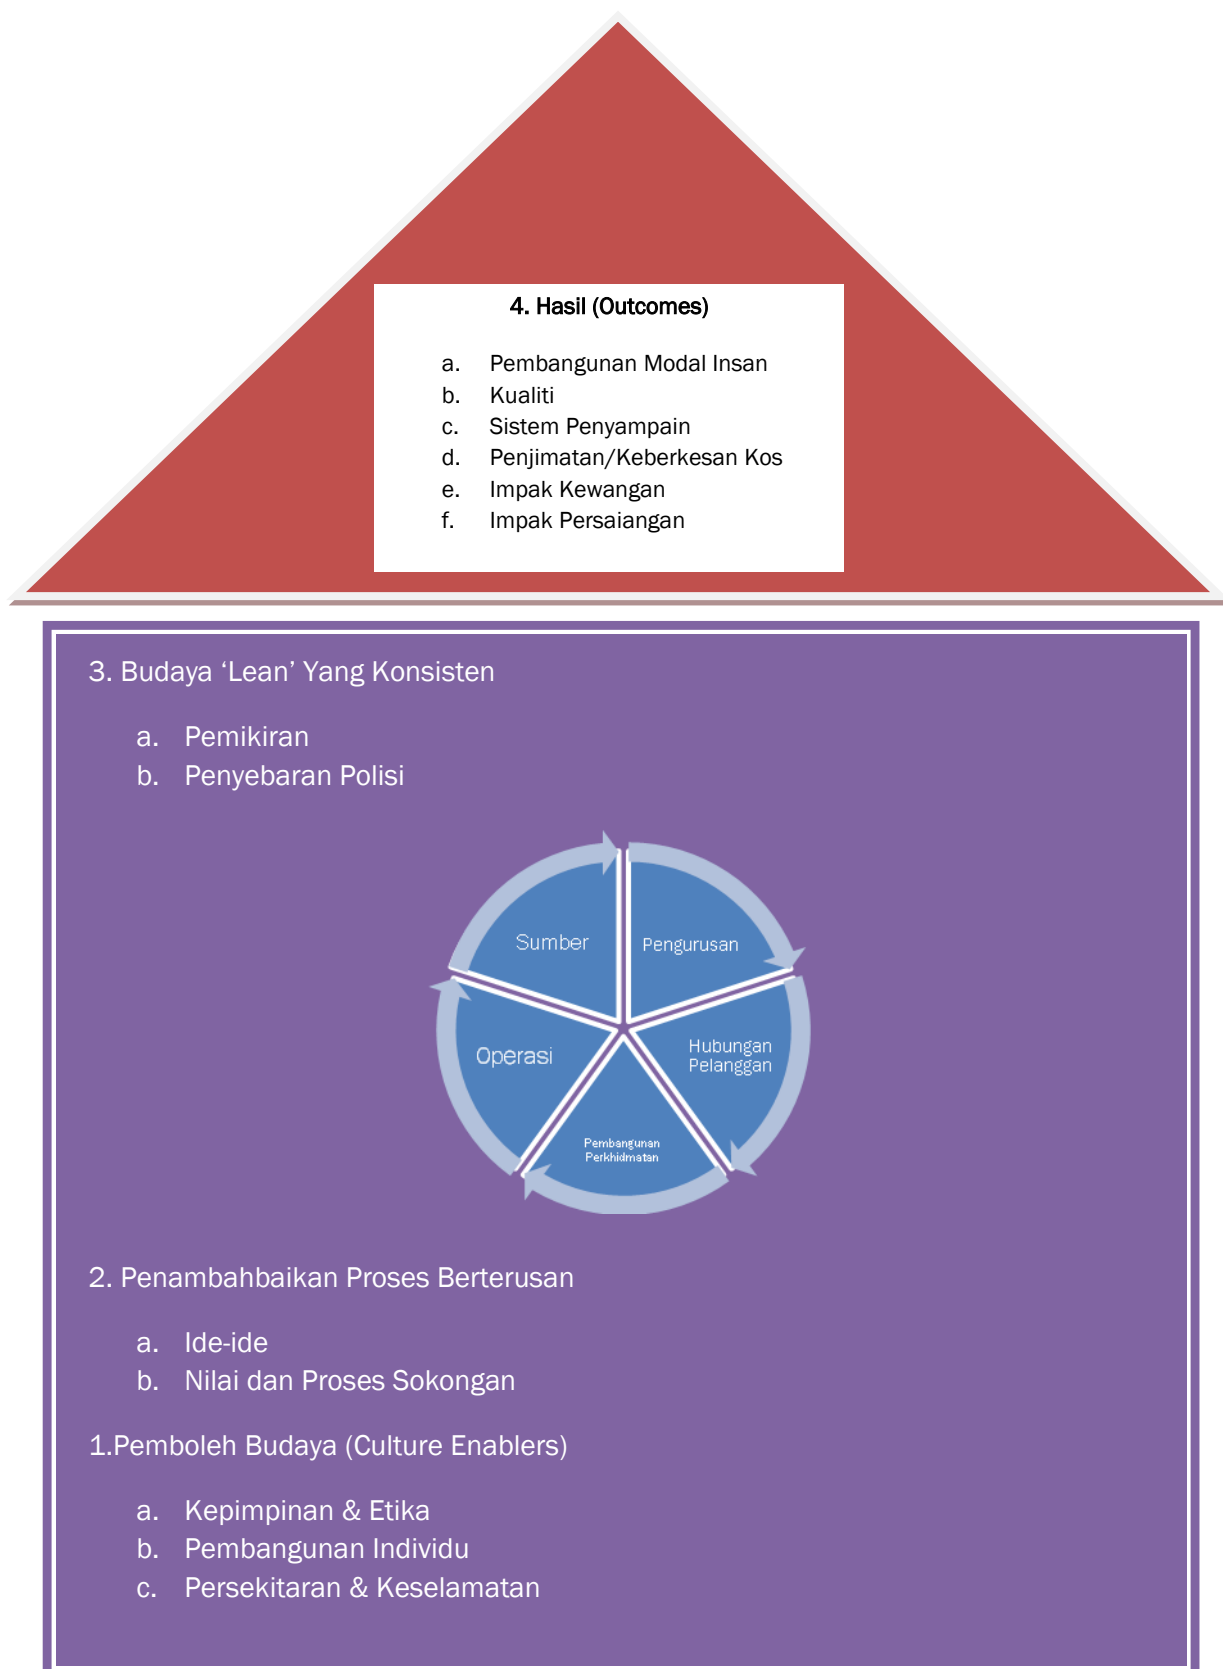 4. Hasil (Outcomes)
a. Pembangunan Modal Insan
b. Kualiti
c. Sistem Penyampain
d. Penjimatan/Keberkesan Kos
e. Impak Kewangan
f. Impak Persaiangan
3. Budaya ‘Lean’ Yang Konsisten
a. Pemikiran
b. Penyebaran Polisi
Sumber
Pengurusan
Hubungan
Pelanggan
Operasi
Pembangunan
Perkhidmatan
2. Penambahbaikan Proses Berterusan
a. Ide-ide
b. Nilai dan Proses Sokongan
1.Pemboleh Budaya (Culture Enablers)
a. Kepimpinan & Etika
b. Pembangunan Individu
c. Persekitaran & Keselamatan